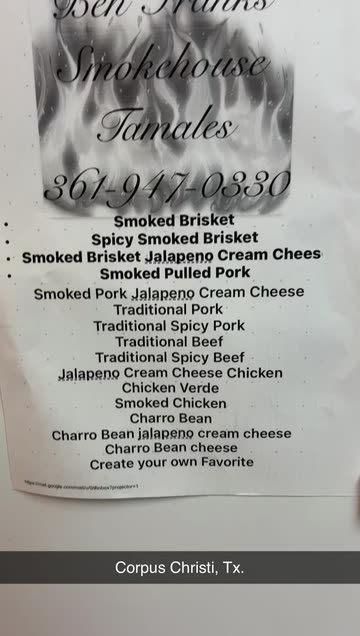 Ben Franks
Smokehouse
Tamales
361-947-0330
Smoked Brisket
Spicy Smoked Brisket
Smoked Brisket Jalapeno Cream Chees
Smoked Pulled Pork
Smoked Pork Jalapeno Cream Cheese
Traditional Pork
Traditional Spicy Pork
Traditional Beef
Traditional Spicy Beef
Jalapeno Cream Cheese Chicken
Chicken Verde
Smoked Chicken
Charro Bean
Charro Bean jalapeno cream cheese
Charro Bean cheese
Create your own Favorite
Corpus Christi, Tx.